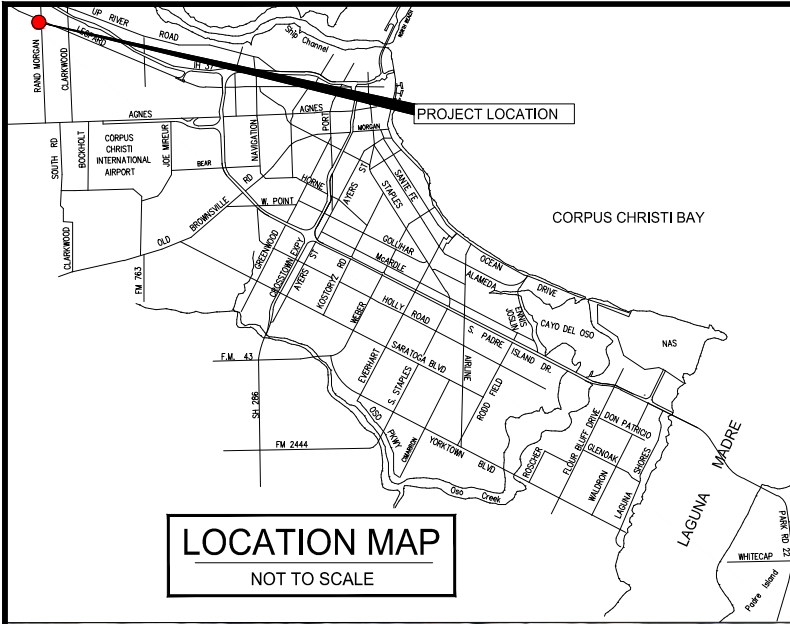 UP RIVER
ROAD
LEOPARD
IH 37
Ship Channel
NORTH BEACH
RAND MORGAN
CLARKWOOD
AGNES
AGNES
PROJECT LOCATION
PORT
MORGAN
NAVIGATION
SOUTH RD
BOCKHOLT
CORPUS
CHRISTI
INTERNATIONAL
AIRPORT
JOE MIREUR
BEAR
CLARKWOOD
OLD
BROWNSVILLE
RD
HORNE
W. POINT
AYERS ST
STAPLES
SANTE FE
CORPUS CHRISTI BAY
GREENWOOD
CROSSTOWN EXPY
AYERS ST
KOSTORYZ RD
WEBER
GOLLIHAR
McARDLE
OCEAN
DRIVE
ALAMEDA
ENNIS
JOSLIN
CAYO DEL OSO
NAS
FM 763
HOLLY ROAD
S. PADRE
ISLAND DR.
SARATOGA BLVD
F.M. 43
SH 286
EVERHART
S. STAPLES
AIRLINE
RODD FIELD
FM 2444
OSO
PKWY
CIMARRON
YORKTOWN
BLVD
Oso Creek
ROSCHER
FLOUR BLUFF DRIVE
DON PATRICIO
GLENOAK
WALDRON
LAGUNA
SHORES
LAGUNA
MADRE
PARK RD 22
WHITECAP
Padre Island
LOCATION MAP
NOT TO SCALE